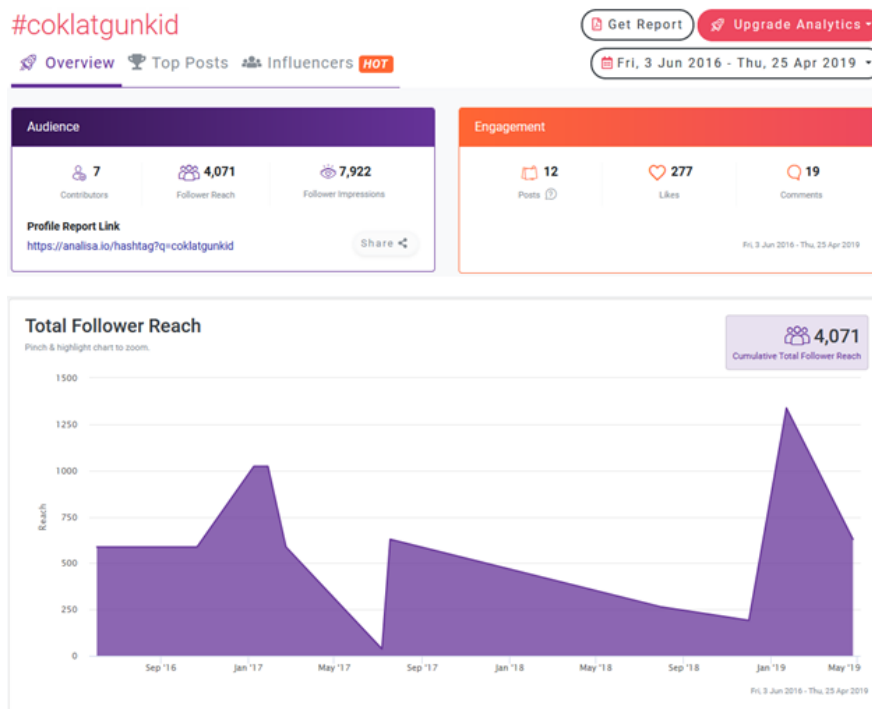 #coklatgunkid
Get Report
Upgrade Analytics
Overview
Top Posts
Influencers HOT
Fri, 3 Jun 2016 - Thu, 25 Apr 2019
Audience
7
Contributors
4,071
Follower Reach
7,922
Follower Impressions
Profile Report Link
https://analisa.io/hashtag?q=coklatgunkid
Share
Engagement
12
Posts ?
277
Likes
19
Comments
Fri, 3 Jun 2016 - Thu, 25 Apr 2019
Total Follower Reach
Pinch & highlight chart to zoom.
4,071
Cumulative Total Follower Reach
1500
1250
1000
750
500
250
0
Reach
Sep '16
Jan '17
May '17
Sep '17
Jan '18
May '18
Sep '18
Jan '19
May '19
Fri, 3 Jun 2016 - Thu, 25 Apr 2019